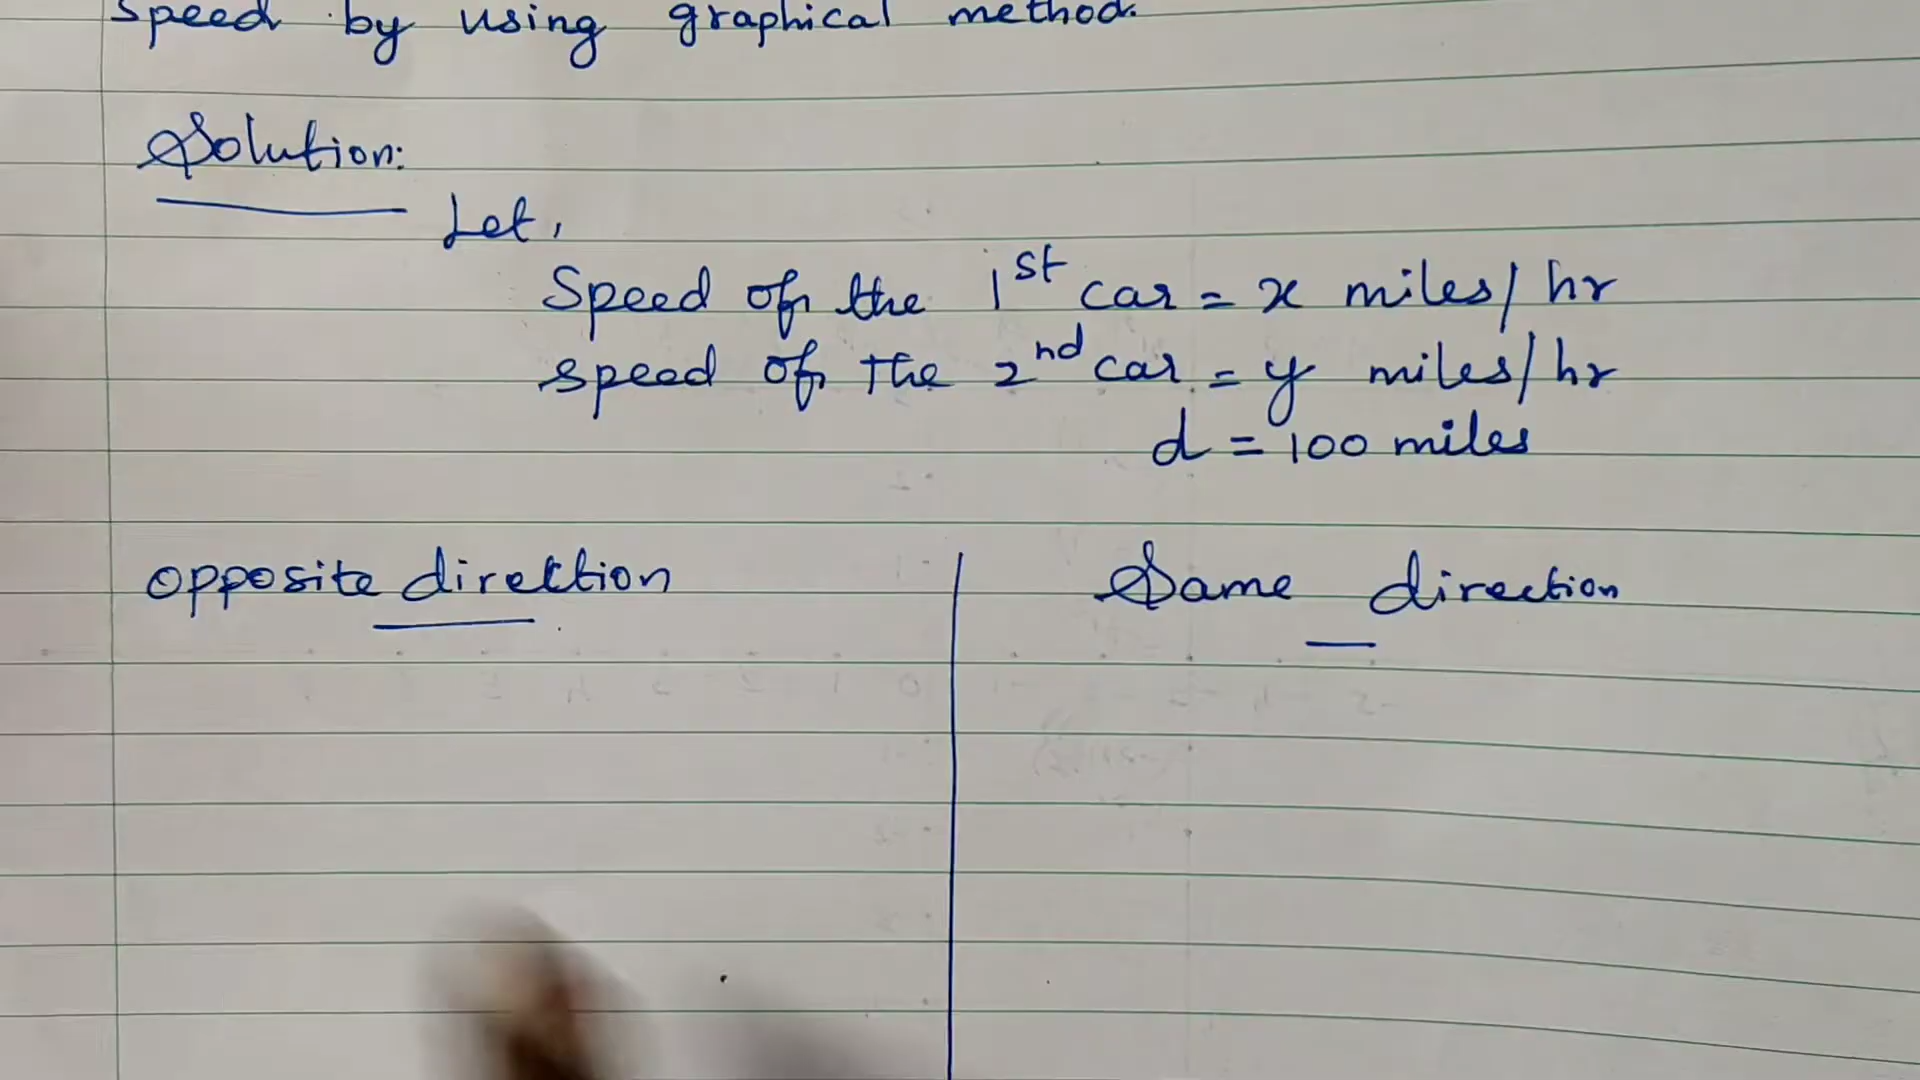 speed by using graphical method.
Solution:
Let,
Speed of the 1st car = x miles/hr
speed of the 2nd car = y miles/hr
d = 100 miles
opposite direction
Same direction